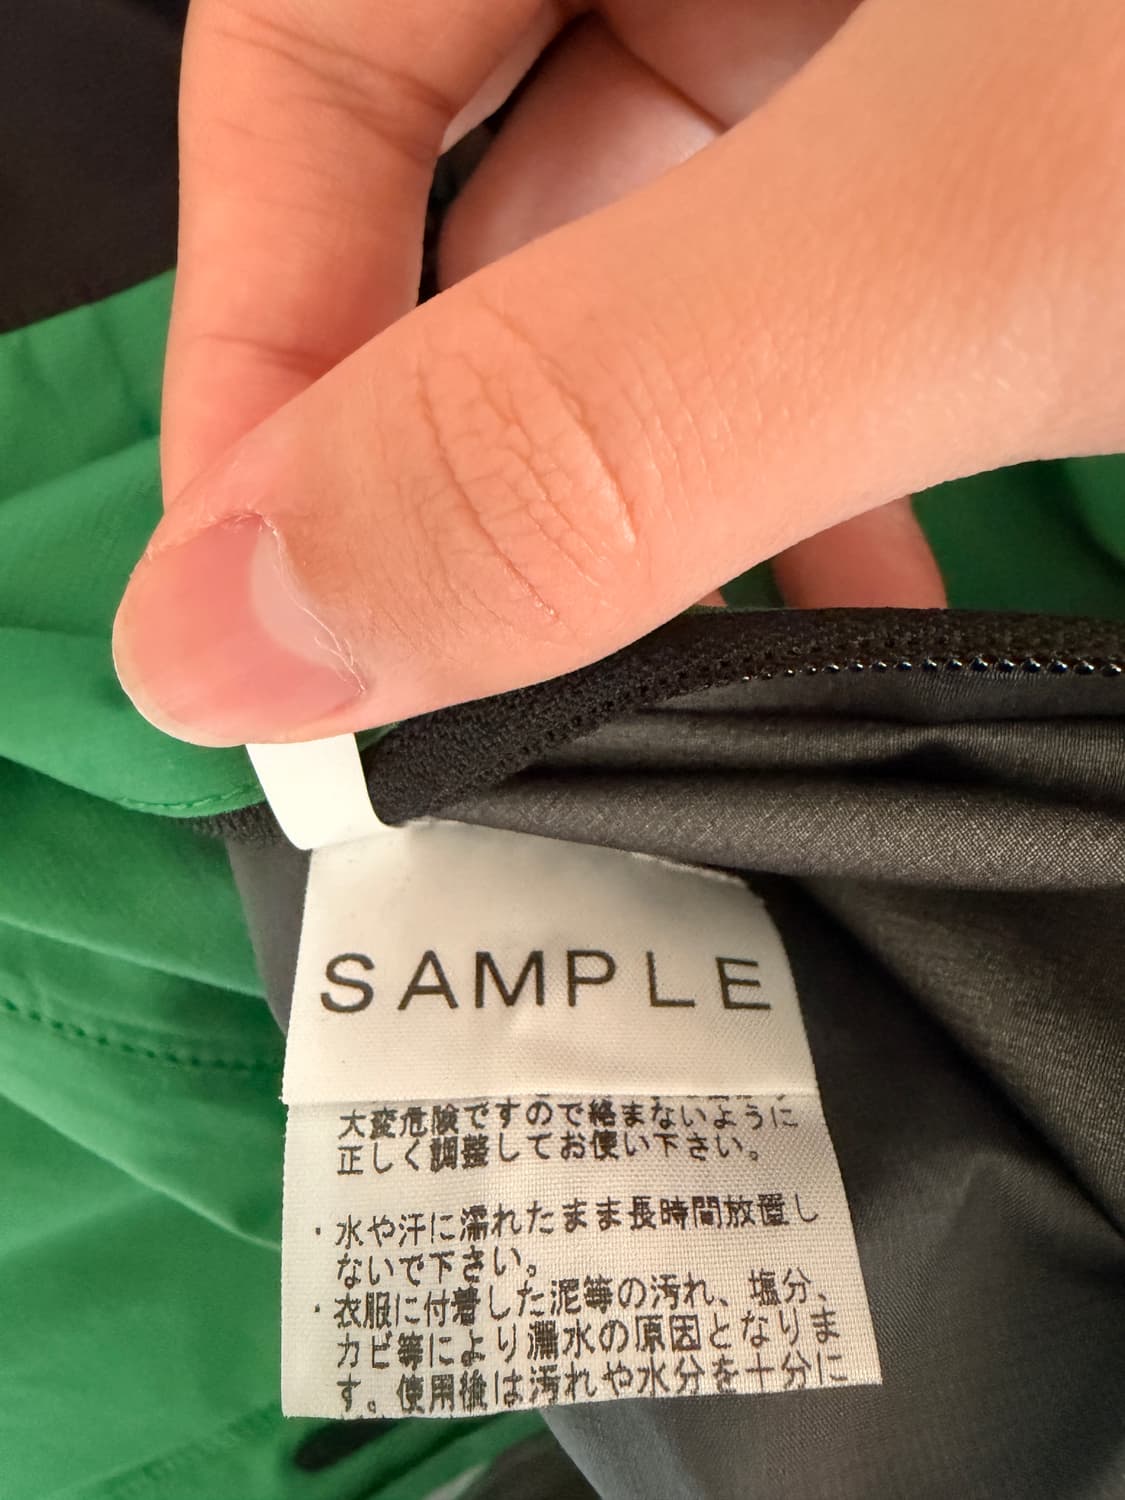 SAMPLE
大変危険ですので絡まないように
正しく調整してお使い下さい。
・水や汗に濡れたまま長時間放置し
ないで下さい。
・衣服に付着した泥等の汚れ、塩分、
カビ等により漏水の原因となりま
す。使用後は汚れや水分を十分に